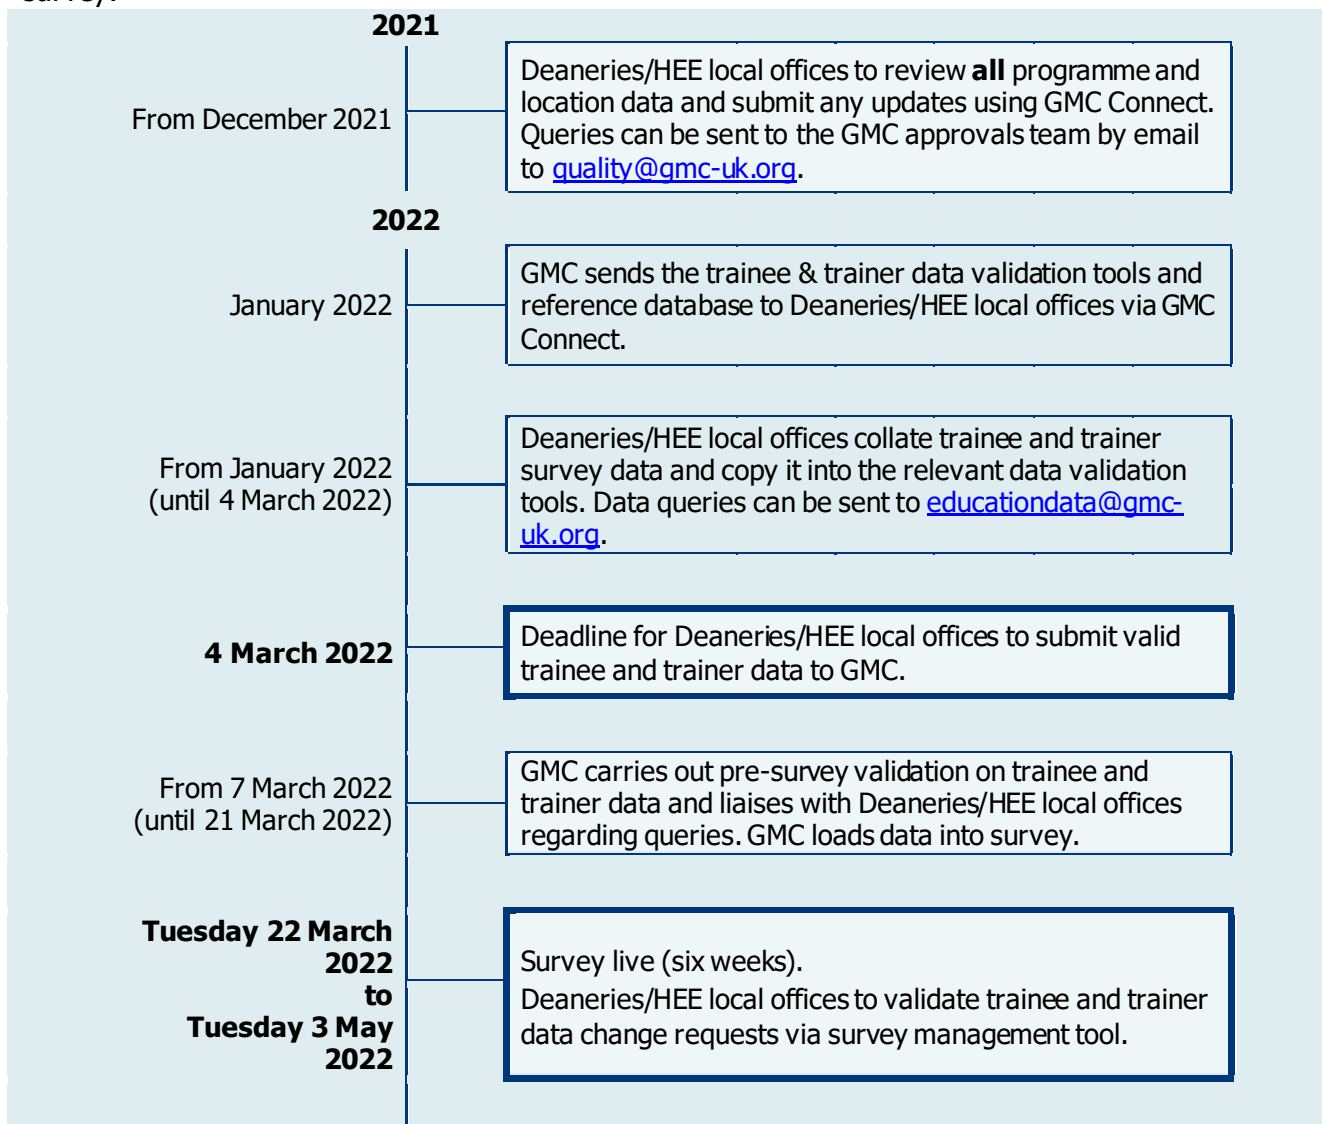 survey.
2021
From December 2021
Deaneries/HEE local offices to review all programme and
location data and submit any updates using GMC Connect.
Queries can be sent to the GMC approvals team by email
to quality@gmc-uk.org.
2022
January 2022
GMC sends the trainee & trainer data validation tools and
reference database to Deaneries/HEE local offices via GMC
Connect.
From January 2022
(until 4 March 2022)
Deaneries/HEE local offices collate trainee and trainer
survey data and copy it into the relevant data validation
tools. Data queries can be sent to educationdata@gmc-
uk.org.
4 March 2022
Deadline for Deaneries/HEE local offices to submit valid
trainee and trainer data to GMC.
From 7 March 2022
(until 21 March 2022)
GMC carries out pre-survey validation on trainee and
trainer data and liaises with Deaneries/HEE local offices
regarding queries. GMC loads data into survey.
Tuesday 22 March
2022
to
Tuesday 3 May
2022
Survey live (six weeks).
Deaneries/HEE local offices to validate trainee and trainer
data change requests via survey management tool.